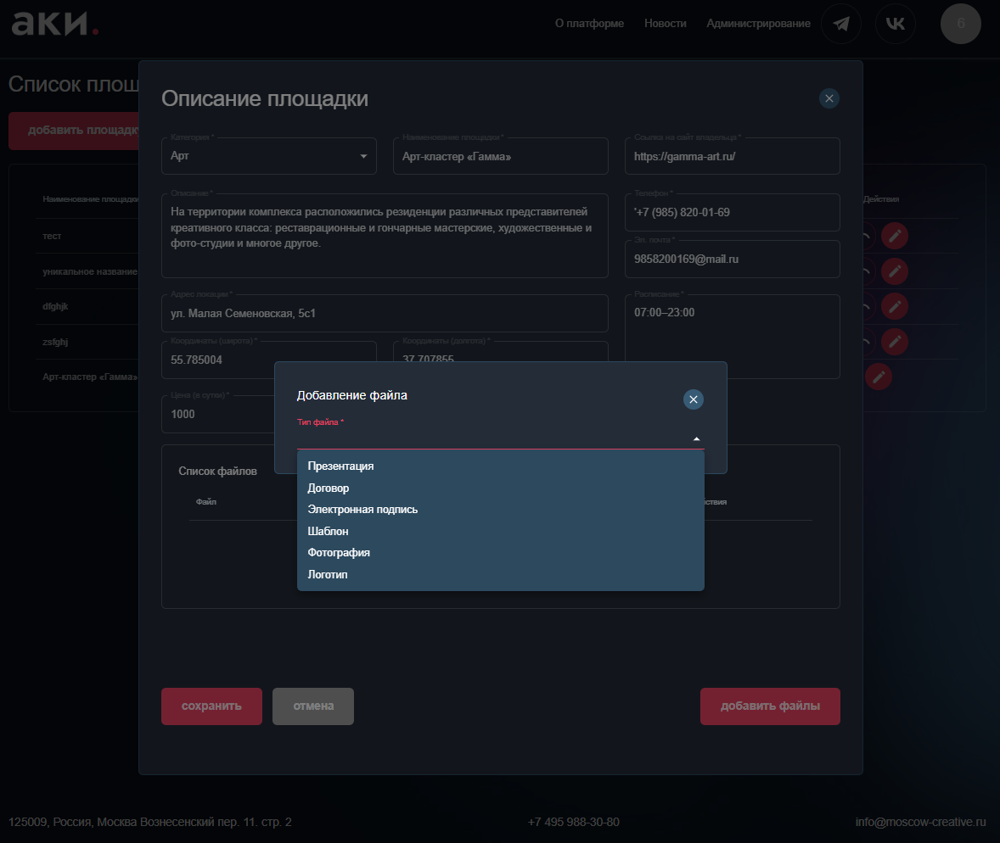 аки.
О платформе
Новости
Администрирование
6
Список площ
добавить площадку
Описание площадки
Категория *
Арт
Наименование площадки *
Арт-кластер «Гамма»
Ссылка на сайт владельца *
https://gamma-art.ru/
Наименование площадки
Действия
Описание *
На территории комплекса расположились резиденции различных представителей
креативного класса: реставрационные и гончарные мастерские, художественные и
фото-студии и многое другое.
Телефон *
'+7 (985) 820-01-69
Эл. почта *
9858200169@mail.ru
тест
уникальное название
dfghjk
zsfghj
Арт-кластер «Гамма»
Адрес локации *
ул. Малая Семеновская, 5с1
Расписание *
07:00–23:00
Координаты (широта) *
55.785004
Координаты (долгота) *
37.707855
Цена (в сутки) *
1000
Добавление файла
Тип файла *
Презентация
Договор
Электронная подпись
Шаблон
Фотография
Логотип
Список файлов
Файл
ствия
сохранить
отмена
добавить файлы
125009, Россия, Москва Вознесенский пер. 11. стр. 2
+7 495 988-30-80
info@moscow-creative.ru